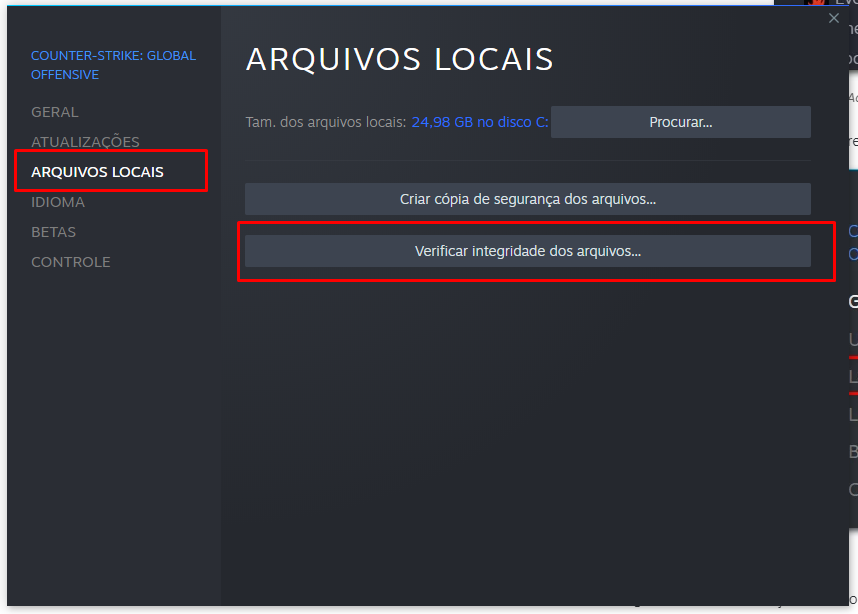 COUNTER-STRIKE: GLOBAL
OFFENSIVE
GERAL
ATUALIZAÇÕES
ARQUIVOS LOCAIS
IDIOMA
BETAS
CONTROLE
ARQUIVOS LOCAIS
Tam. dos arquivos locais: 24,98 GB no disco C: Procurar...
Criar cópia de segurança dos arquivos...
Verificar integridade dos arquivos...